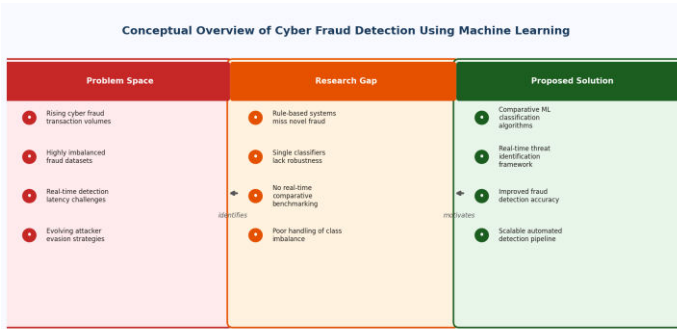 Conceptual Overview of Cyber Fraud Detection Using Machine Learning
Problem Space
Rising cyber fraud
transaction volumes
Highly imbalanced
fraud datasets
Real-time detection
latency challenges
Evolving attacker
evasion strategies
identifies
Research Gap
Rule-based systems
miss novel fraud
Single classifiers
lack robustness
No real-time
comparative
benchmarking
Poor handling of class
imbalance
motivates
Proposed Solution
Comparative ML
classification
algorithms
Real-time threat
identification
framework
Improved fraud
detection accuracy
Scalable automated
detection pipeline